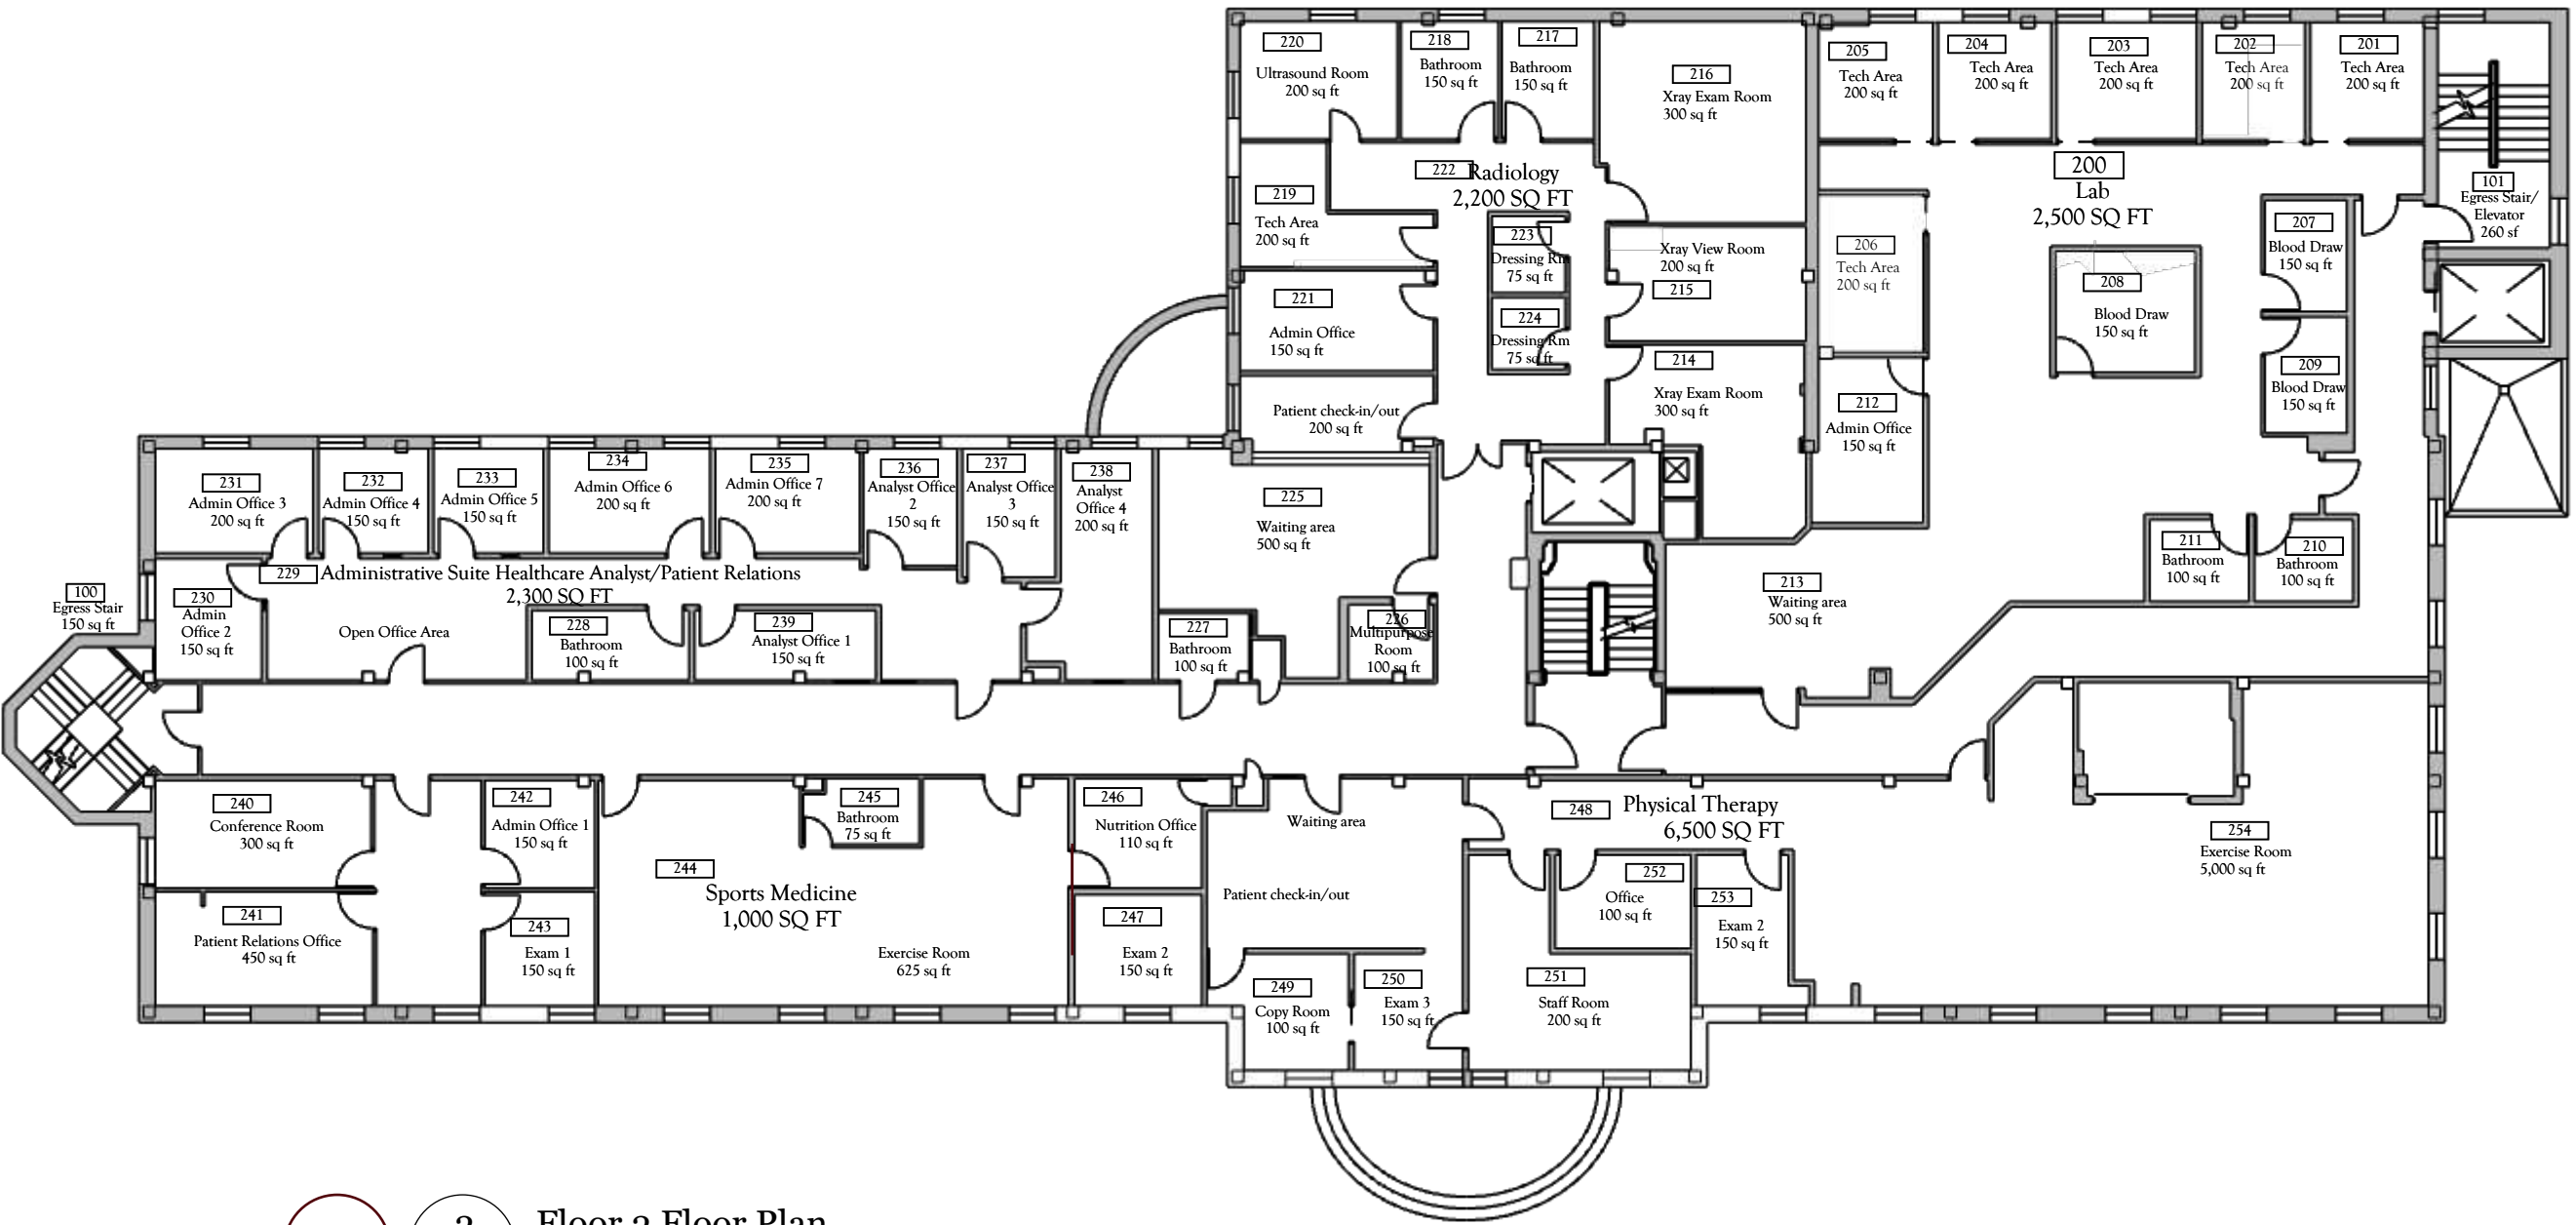 220
Ultrasound Room
200 sq ft
218
Bathroom
150 sq ft
217
Bathroom
150 sq ft
216
Xray Exam Room
300 sq ft
205
Tech Area
200 sq ft
204
Tech Area
200 sq ft
203
Tech Area
200 sq ft
202
Tech Area
200 sq ft
201
Tech Area
200 sq ft
222
Radiology
2,200 SQ FT
200
Lab
2,500 SQ FT
101
Egress Stair/
Elevator
260 sf
219
Tech Area
200 sq ft
223
Dressing Rm
75 sq ft
Xray View Room
200 sq ft
215
206
Tech Area
200 sq ft
207
Blood Draw
150 sq ft
208
Blood Draw
150 sq ft
221
Admin Office
150 sq ft
224
Dressing Rm
75 sq ft
214
Xray Exam Room
300 sq ft
209
Blood Draw
150 sq ft
212
Admin Office
150 sq ft
Patient check-in/out
200 sq ft
231
Admin Office 3
200 sq ft
232
Admin Office 4
150 sq ft
233
Admin Office 5
150 sq ft
234
Admin Office 6
200 sq ft
235
Admin Office 7
200 sq ft
236
Analyst Office
2
150 sq ft
237
Analyst Office
3
150 sq ft
238
Analyst
Office 4
200 sq ft
225
Waiting area
500 sq ft
211
Bathroom
100 sq ft
210
Bathroom
100 sq ft
229
Administrative Suite Healthcare Analyst/Patient Relations
2,300 SQ FT
213
Waiting area
500 sq ft
100
Egress Stair
150 sq ft
230
Admin
Office 2
150 sq ft
Open Office Area
228
Bathroom
100 sq ft
239
Analyst Office 1
150 sq ft
227
Bathroom
100 sq ft
226
Multipurpose
Room
100 sq ft
240
Conference Room
300 sq ft
242
Admin Office 1
150 sq ft
245
Bathroom
75 sq ft
246
Nutrition Office
110 sq ft
Waiting area
248
Physical Therapy
6,500 SQ FT
254
Exercise Room
5,000 sq ft
244
Sports Medicine
1,000 SQ FT
Patient check-in/out
252
Office
100 sq ft
253
Exam 2
150 sq ft
241
Patient Relations Office
450 sq ft
243
Exam 1
150 sq ft
Exercise Room
625 sq ft
247
Exam 2
150 sq ft
249
Copy Room
100 sq ft
250
Exam 3
150 sq ft
251
Staff Room
200 sq ft
2
Floor 2 Floor Plan